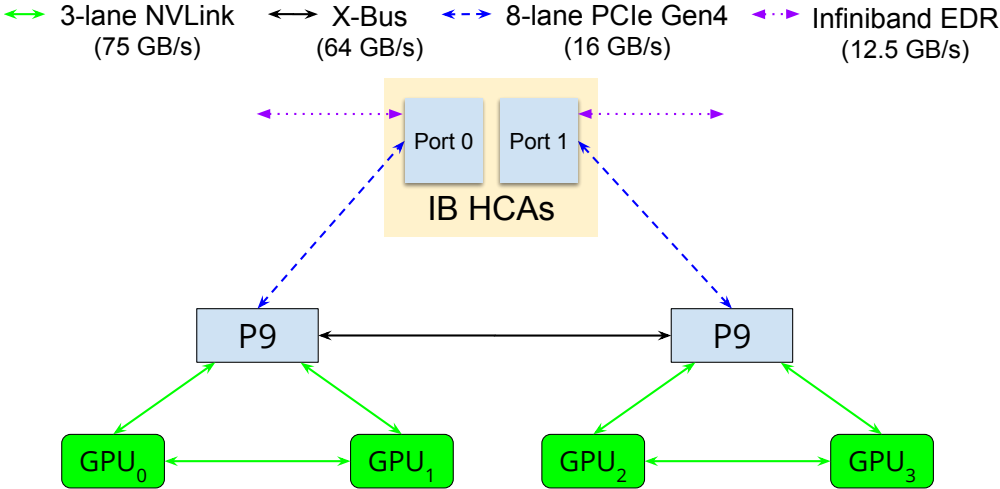 3-lane NVLink
(75 GB/s)
X-Bus
(64 GB/s)
8-lane PCIe Gen4
(16 GB/s)
Infiniband EDR
(12.5 GB/s)
Port 0
Port 1
IB HCAs
P9
P9
GPU₀
GPU₁
GPU₂
GPU₃